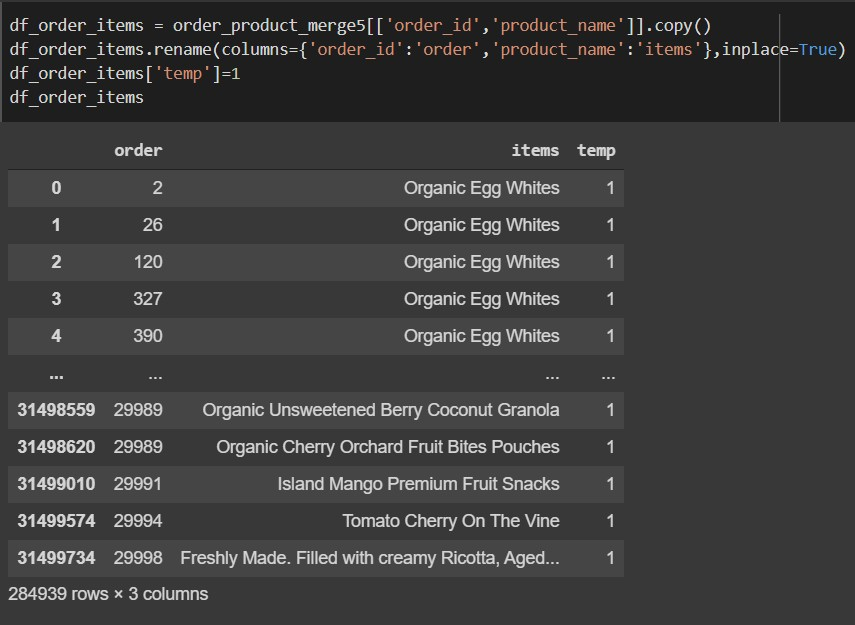 df_order_items = order_product_merge5[['order_id','product_name']].copy()
df_order_items.rename(columns={'order_id':'order','product_name':'items'},inplace=True)
df_order_items['temp']=1
df_order_items
order items temp
0 2 Organic Egg Whites 1
1 26 Organic Egg Whites 1
2 120 Organic Egg Whites 1
3 327 Organic Egg Whites 1
4 390 Organic Egg Whites 1
... ... ... ...
31498559 29989 Organic Unsweetened Berry Coconut Granola 1
31498620 29989 Organic Cherry Orchard Fruit Bites Pouches 1
31499010 29991 Island Mango Premium Fruit Snacks 1
31499574 29994 Tomato Cherry On The Vine 1
31499734 29998 Freshly Made. Filled with creamy Ricotta, Aged... 1
284939 rows × 3 columns